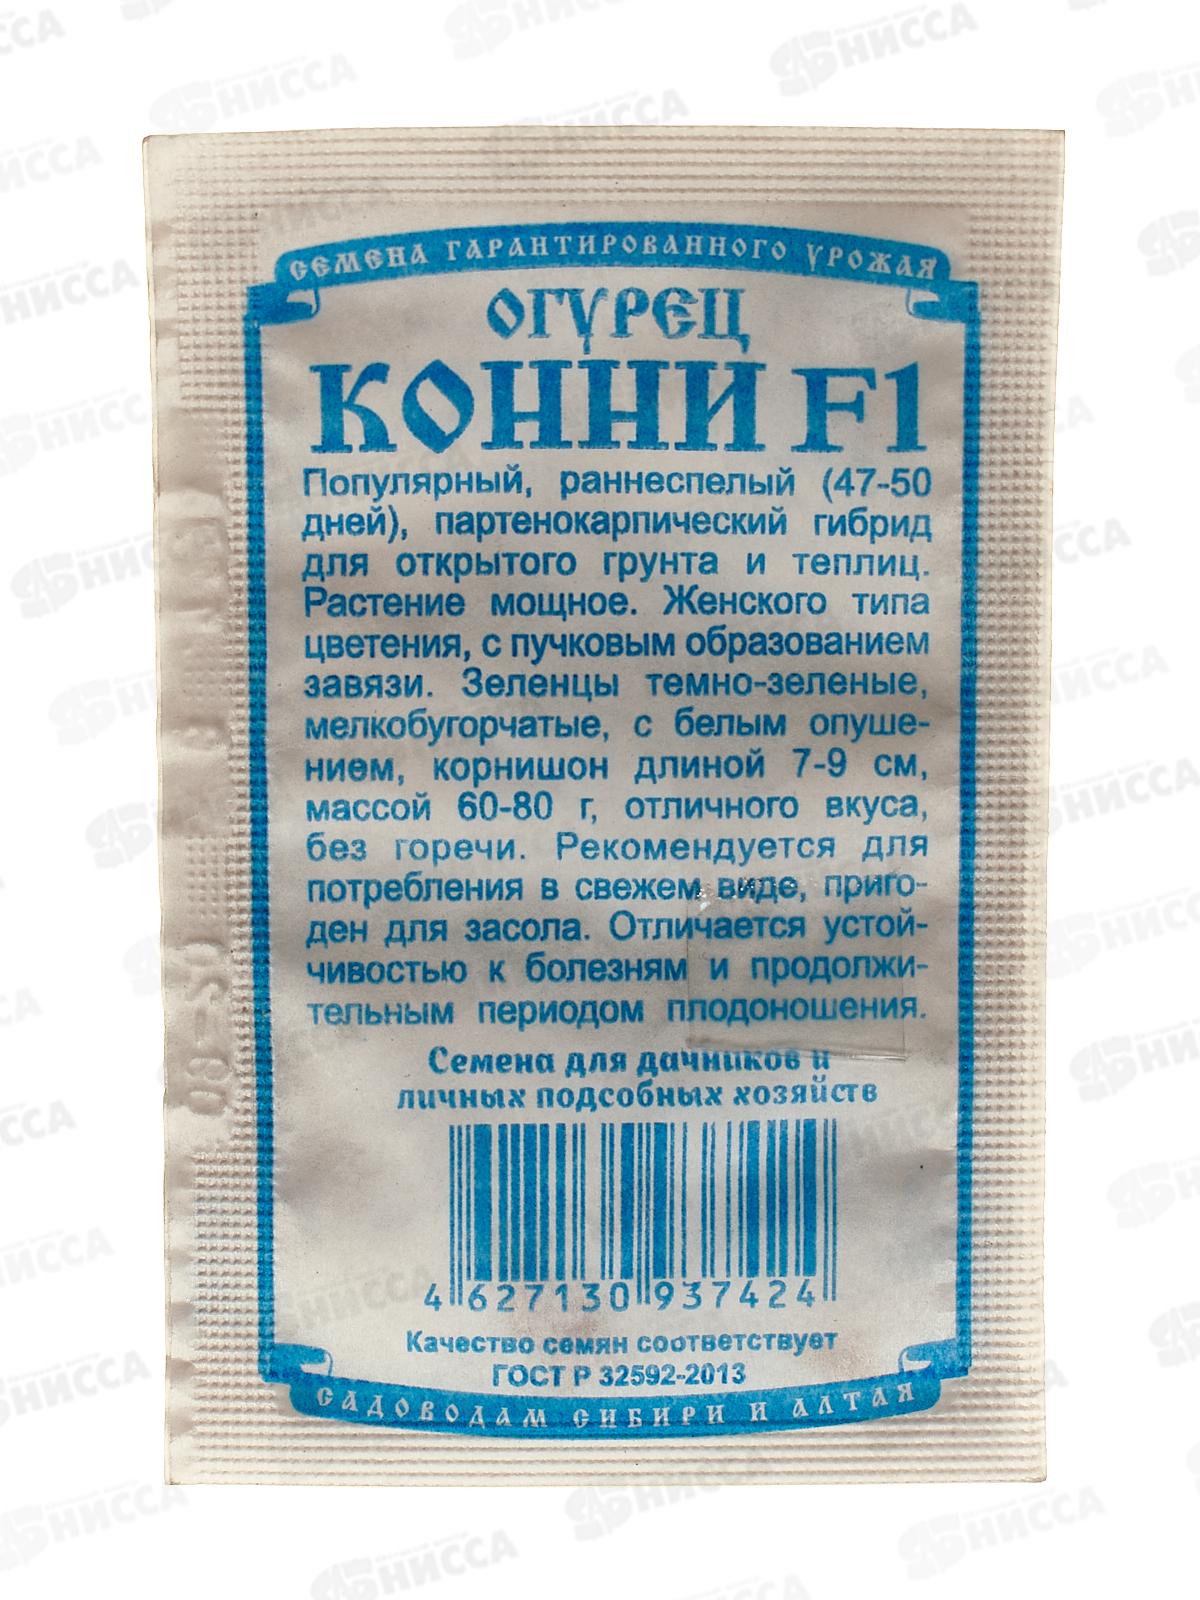 СЕМЕНА ГАРАНТИРОВАННОГО УРОЖАЯ
ОГУРЕЦ
КОННИ F1
Популярный, раннеспелый (47-50
дней), партенокарпический гибрид
для открытого грунта и теплиц.
Растение мощное. Женского типа
цветения, с пучковым образованием
завязи. Зеленцы темно-зеленые,
мелкобугорчатые, с белым опуше-
нием, корнишон длиной 7-9 см,
массой 60-80 г, отличного вкуса,
без горечи. Рекомендуется для
потребления в свежем виде, приго-
ден для засола. Отличается устой-
чивостью к болезням и продолжи-
тельным периодом плодоношения.
Семена для дачников и
личных подсобных хозяйств
4 627130 937424
Качество семян соответствует
ГОСТ Р 32592-2013
САДОВОДАМ СИБИРИ И АЛТАЯ